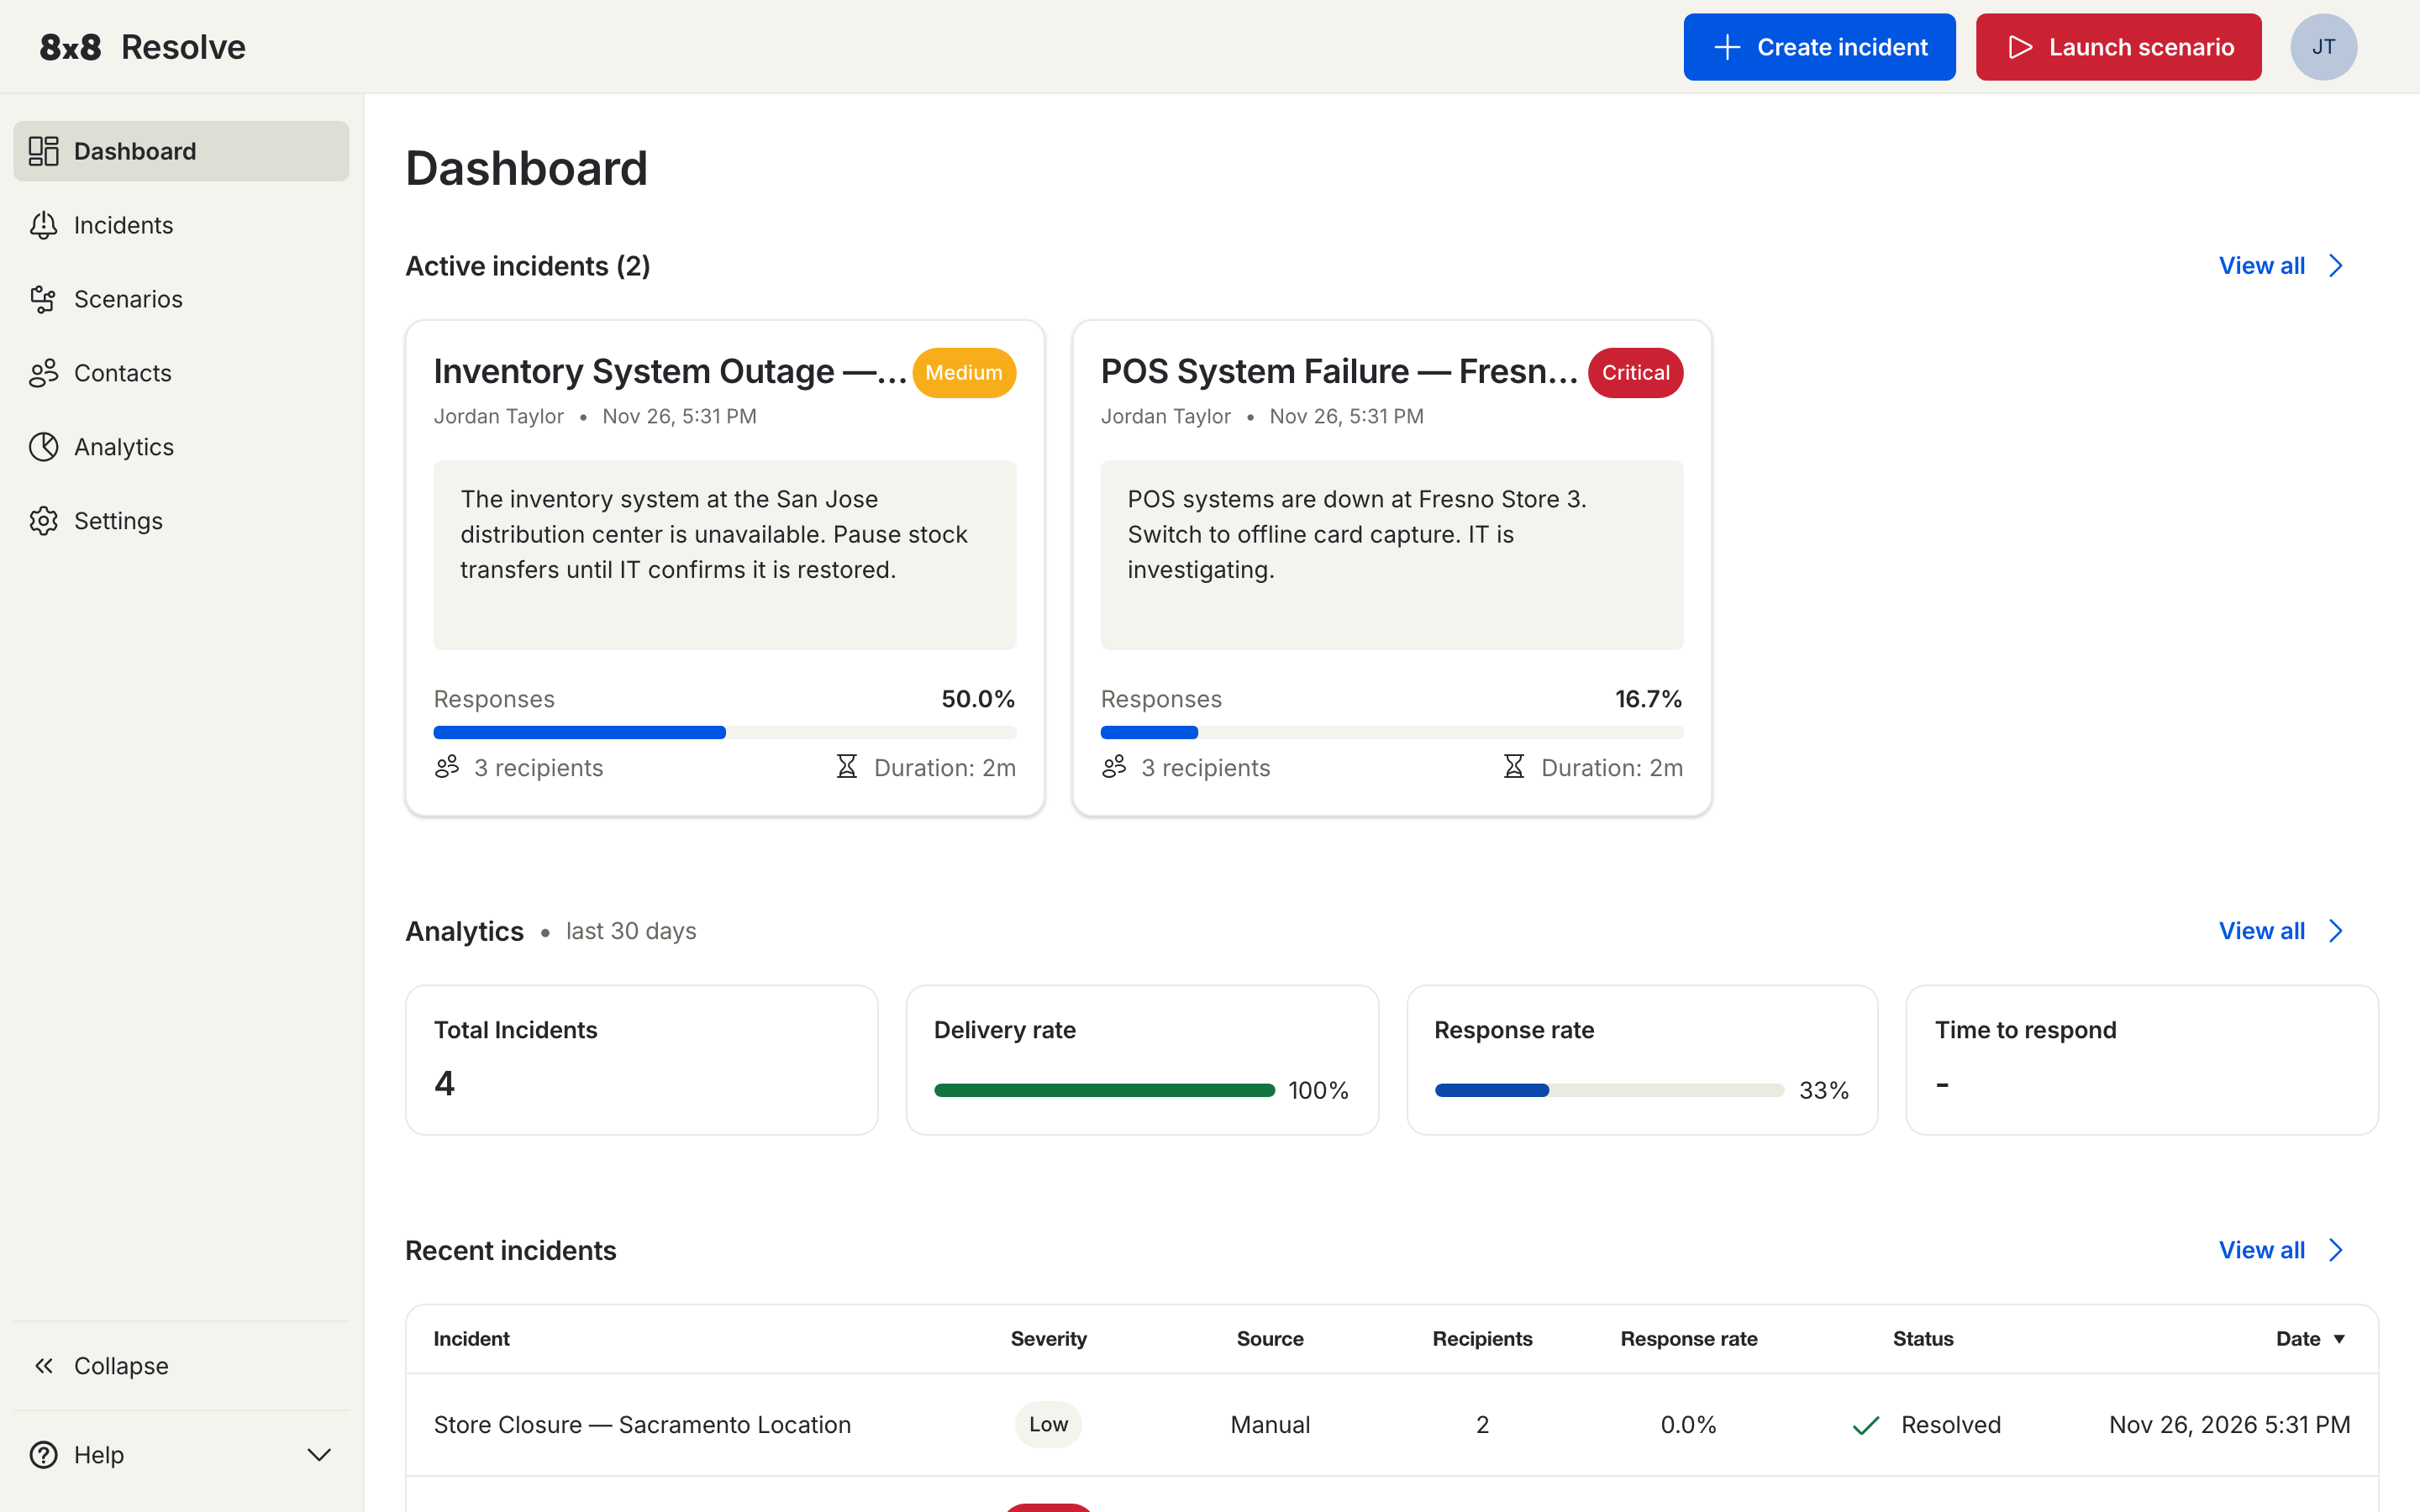 8x8 Resolve
Create incident
Launch scenario
JT
Dashboard
Incidents
Scenarios
Contacts
Analytics
Settings
Collapse
Help
Dashboard
Active incidents (2)
View all
Inventory System Outage —...
Medium
Jordan Taylor • Nov 26, 5:31 PM
The inventory system at the San Jose
distribution center is unavailable. Pause stock
transfers until IT confirms it is restored.
Responses 50.0%
3 recipients Duration: 2m
POS System Failure — Fresn...
Critical
Jordan Taylor • Nov 26, 5:31 PM
POS systems are down at Fresno Store 3.
Switch to offline card capture. IT is
investigating.
Responses 16.7%
3 recipients Duration: 2m
Analytics • last 30 days
View all
Total Incidents
4
Delivery rate
100%
Response rate
33%
Time to respond
-
Recent incidents
View all
Incident Severity Source Recipients Response rate Status Date
Store Closure — Sacramento Location Low Manual 2 0.0% Resolved Nov 26, 2026 5:31 PM